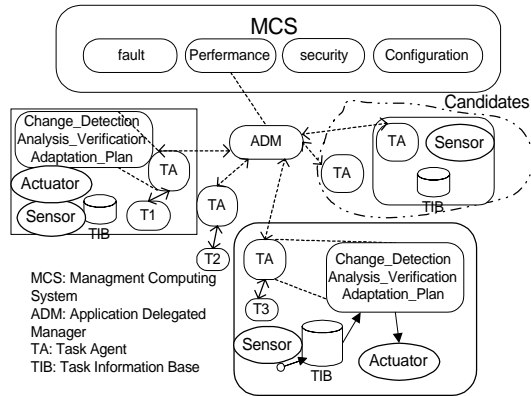 MCS
fault
Perfermance
security
Configuration
Candidates
Change_Detection
Analysis_Verification
Adaptation_Plan
TA
Actuator
Sensor
TIB
T1
ADM
TA
T2
TA
TA
Sensor
TIB
TA
T3
Change_Detection
Analysis_Verification
Adaptation_Plan
Sensor
TIB
Actuator
MCS: Managment Computing
System
ADM: Application Delegated
Manager
TA: Task Agent
TIB: Task Information Base